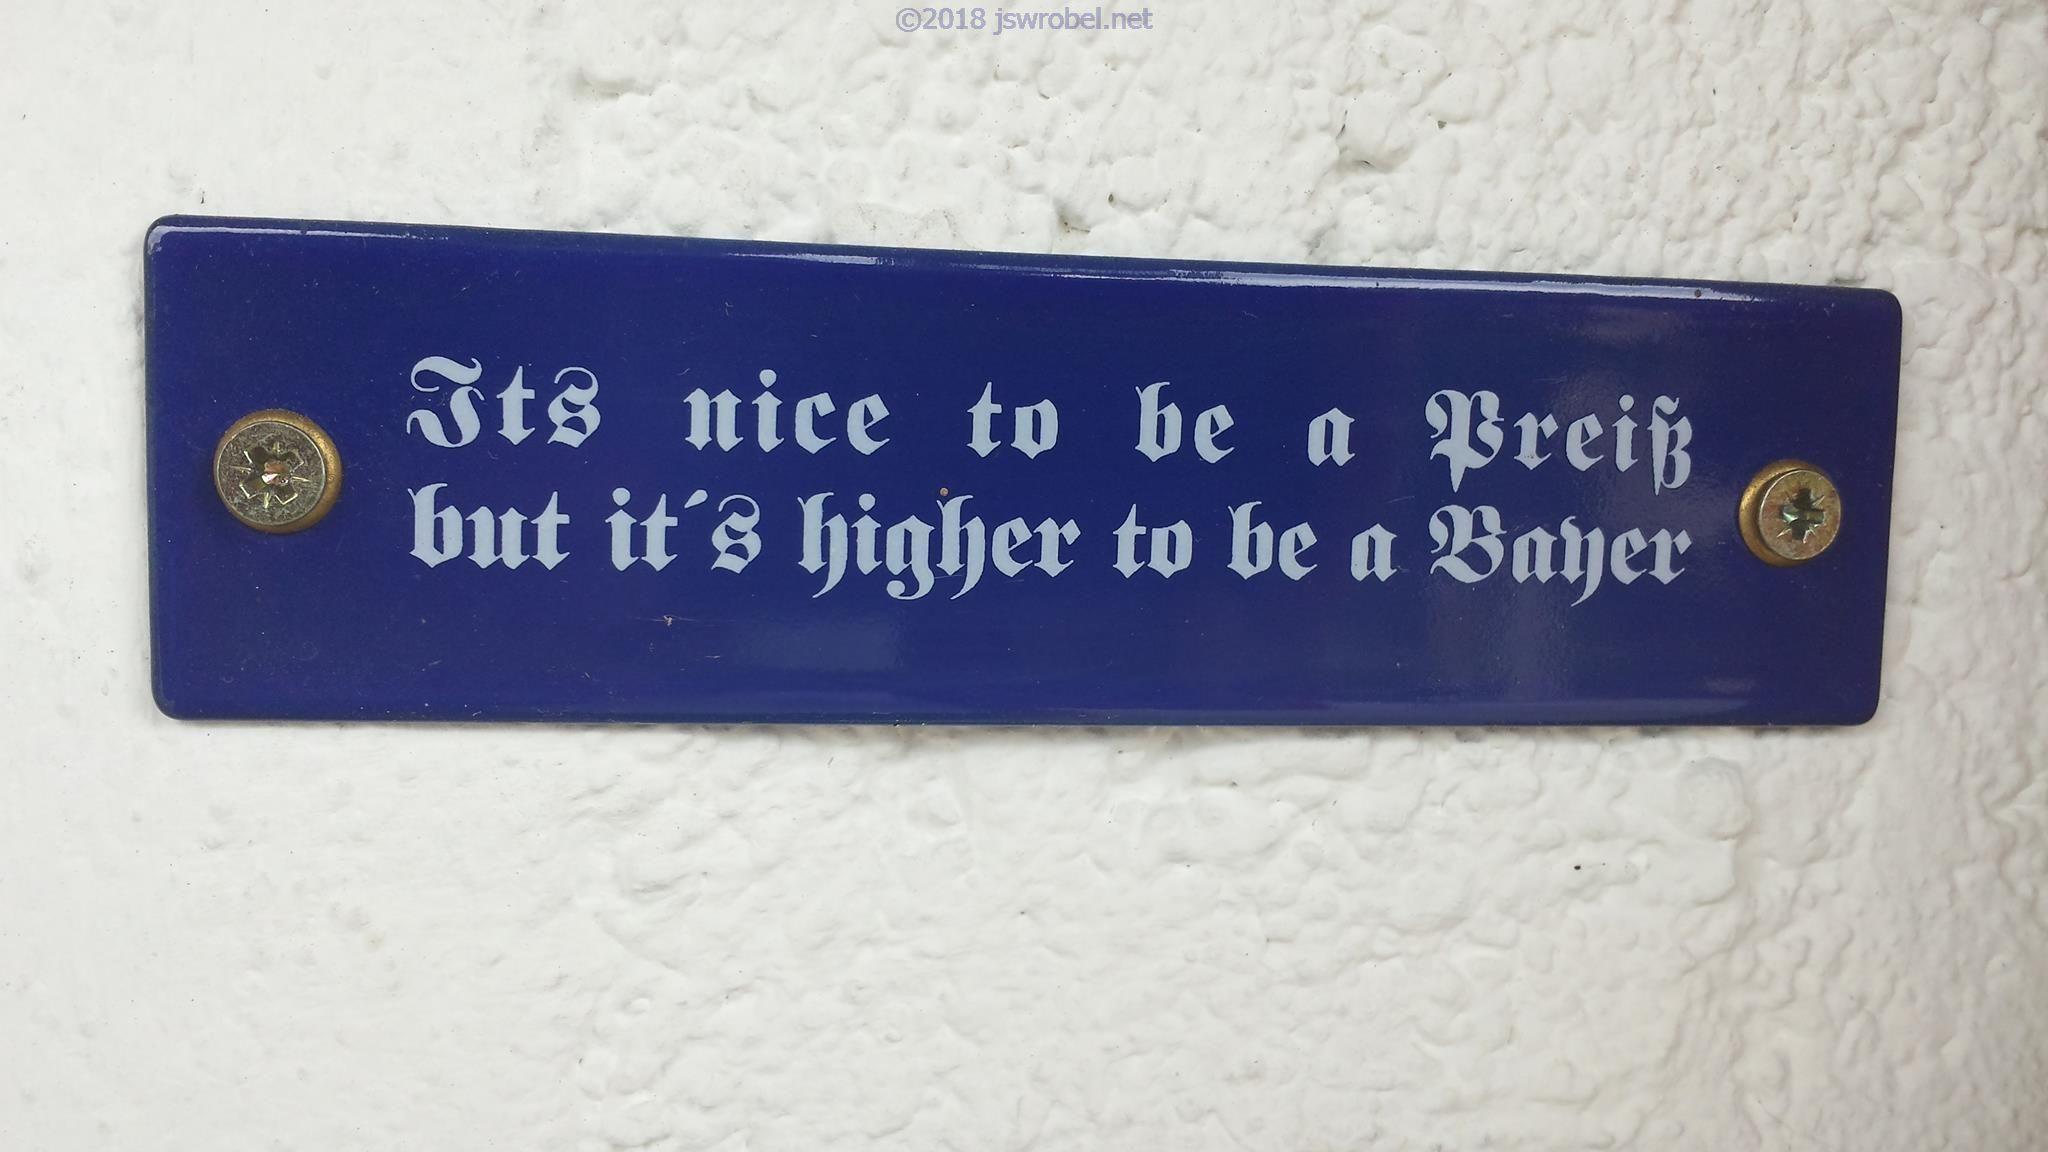 ©2018 jswrobel.net
Its nice to be a Preiß
but it´s higher to be a Bayer